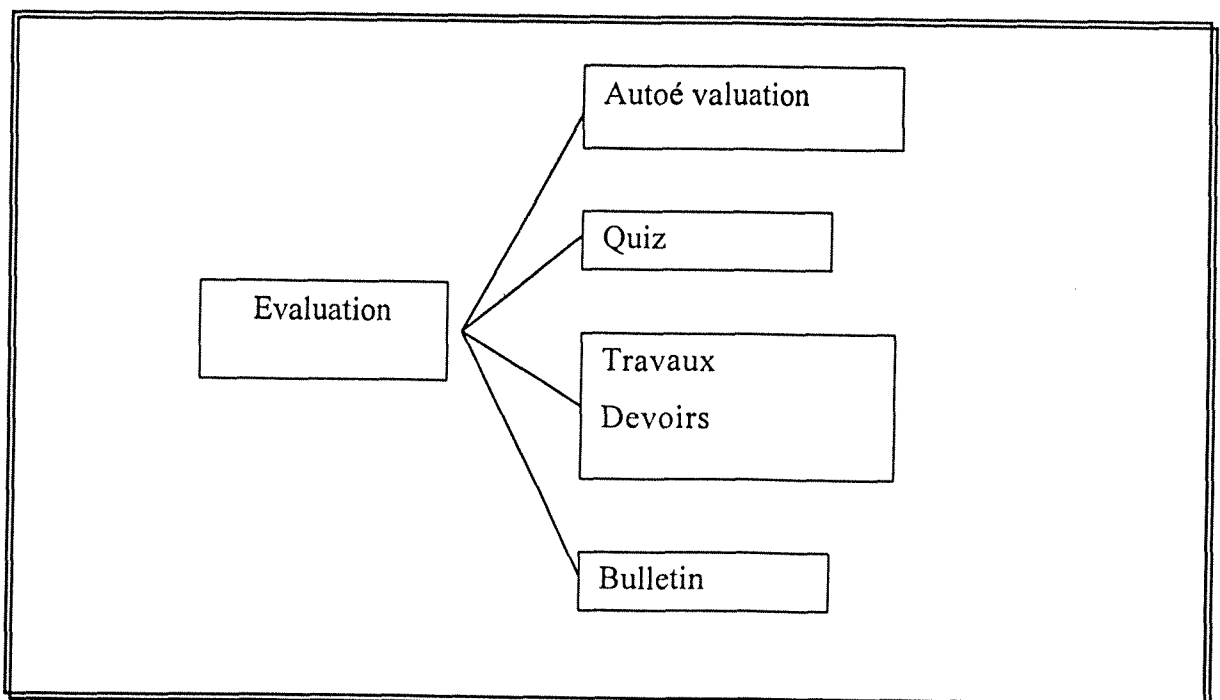 Autoé valuation
Quiz
Evaluation
Travaux
Devoirs
Bulletin